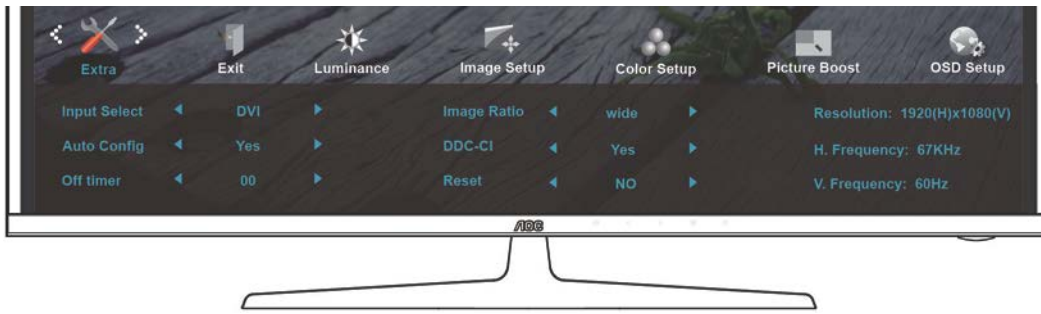 Extra Exit Luminance Image Setup Color Setup Picture Boost OSD Setup
Input Select DVI Image Ratio wide Resolution: 1920(H)x1080(V)
Auto Config Yes DDC-CI Yes H. Frequency: 67KHz
Off timer 00 Reset NO V. Frequency: 60Hz
AOC